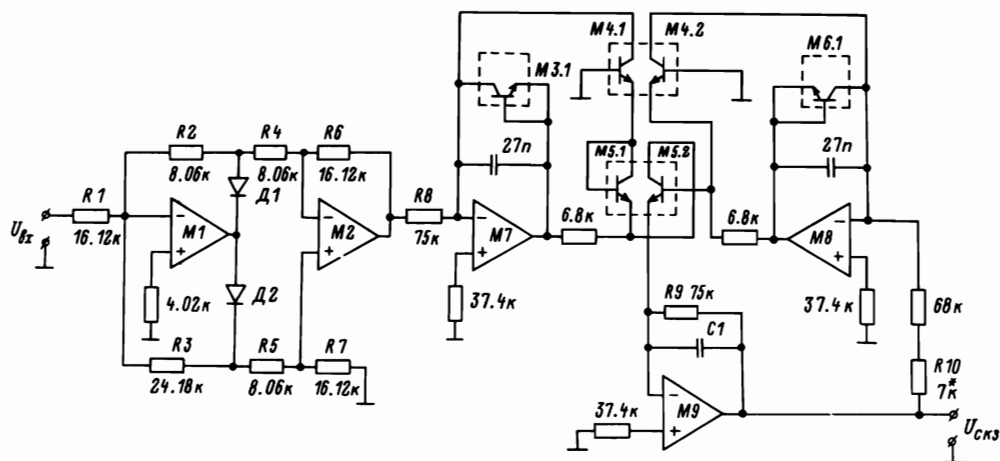 M4.1 M4.2
M3.1
M6.1
R2 R4 R6
27п
M5.1 M5.2
27п
8.06к 8.06к 16.12к
R1
Д1
R8
6.8к
6.8к
Uвх
16.12к
M1
M2
75к
M7
M8
4.02к
Д2
37.4к
R9 75к
37.4к
68к
C1
R3 R5 R7
R10
7к*
24.18к 8.06к 16.12к
37.4к
M9
Uскз